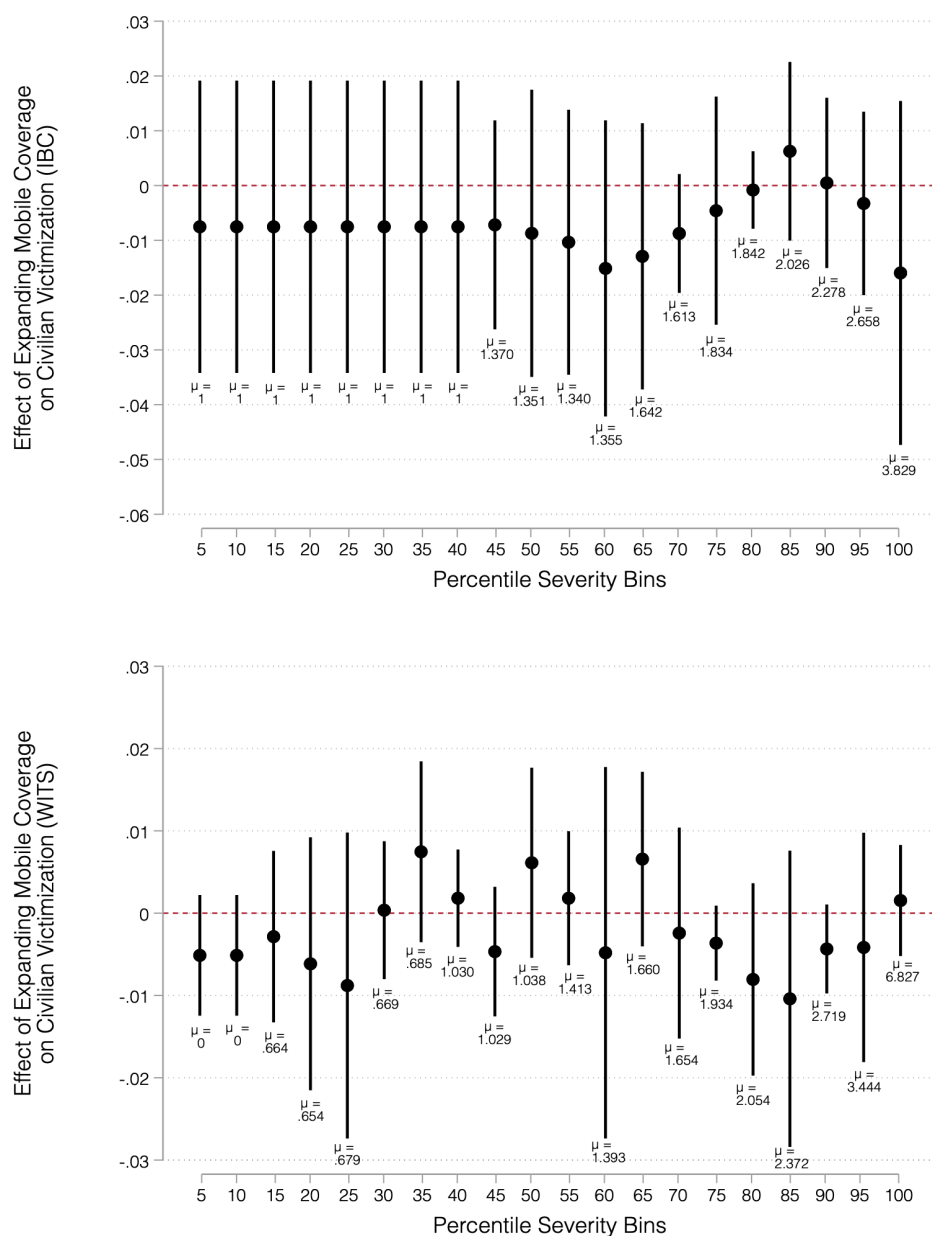 Effect of Expanding Mobile Coverage
on Civilian Victimization (IBC)
.03
.02
.01
0
-.01
-.02
-.03
-.04
-.05
-.06
μ =
1
μ =
1
μ =
1
μ =
1
μ =
1
μ =
1
μ =
1
μ =
1
μ =
1.370
μ =
1.351
μ =
1.340
μ =
1.355
μ =
1.642
μ =
1.613
μ =
1.834
μ =
1.842
μ =
2.026
μ =
2.278
μ =
2.658
μ =
3.829
5 10 15 20 25 30 35 40 45 50 55 60 65 70 75 80 85 90 95 100
Percentile Severity Bins
Effect of Expanding Mobile Coverage
on Civilian Victimization (WITS)
.03
.02
.01
0
-.01
-.02
-.03
μ =
0
μ =
0
μ =
.664
μ =
.654
μ =
.679
μ =
.669
μ =
.685
μ =
1.030
μ =
1.029
μ =
1.038
μ =
1.413
μ =
1.393
μ =
1.660
μ =
1.654
μ =
1.934
μ =
2.054
μ =
2.372
μ =
2.719
μ =
3.444
μ =
6.827
5 10 15 20 25 30 35 40 45 50 55 60 65 70 75 80 85 90 95 100
Percentile Severity Bins